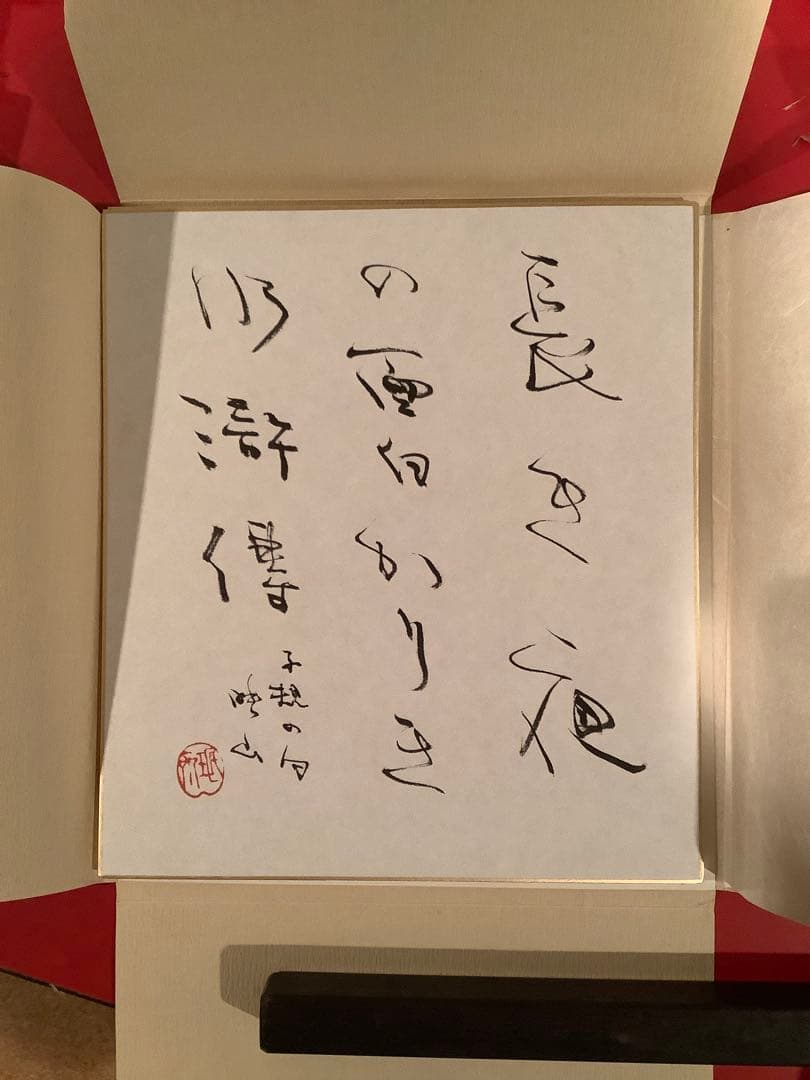 長き夜
の面白かりき
水滸傳
子規の句